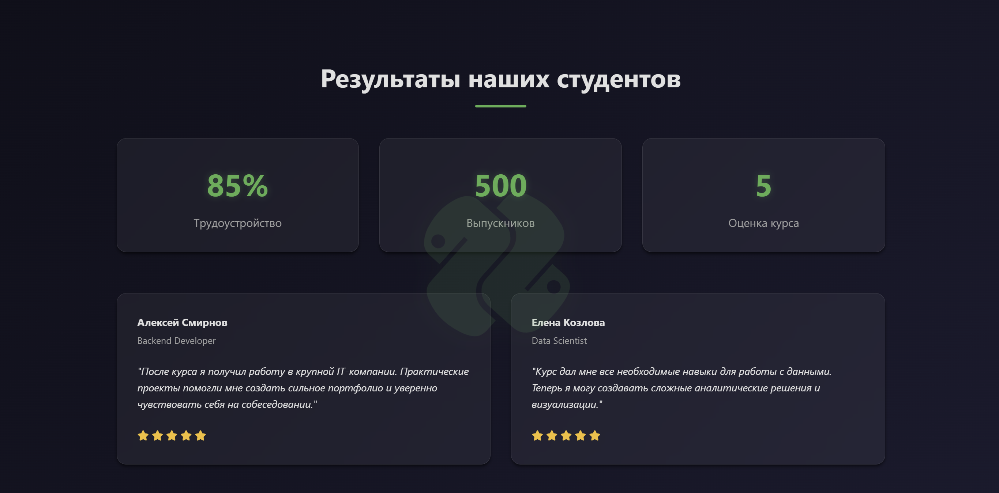 Результаты наших студентов
85%
Трудоустройство
500
Выпускников
5
Оценка курса
Алексей Смирнов
Backend Developer
"После курса я получил работу в крупной IT-компании. Практические
проекты помогли мне создать сильное портфолио и уверенно
чувствовать себя на собеседовании."
Елена Козлова
Data Scientist
"Курс дал мне все необходимые навыки для работы с данными.
Теперь я могу создавать сложные аналитические решения и
визуализации."